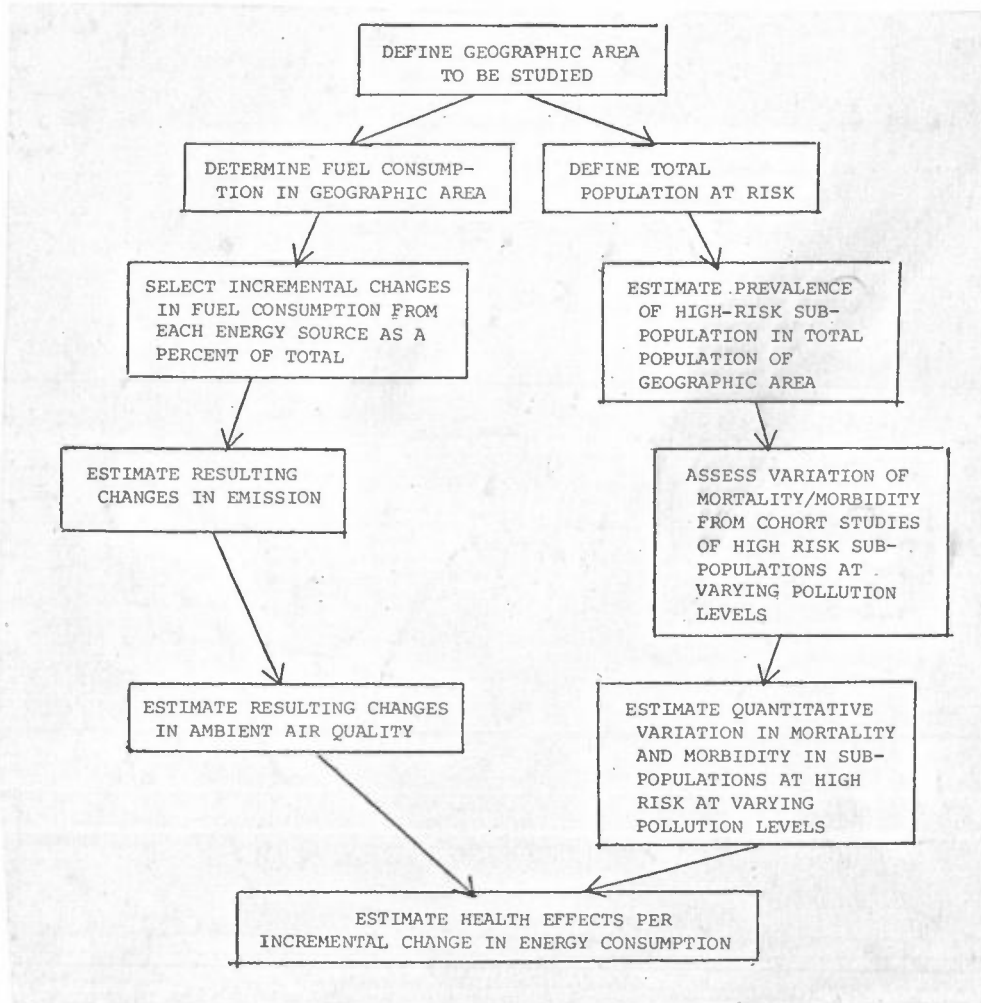 DEFINE GEOGRAPHIC AREA
TO BE STUDIED
DETERMINE FUEL CONSUMP-
TION IN GEOGRAPHIC AREA
DEFINE TOTAL
POPULATION AT RISK
SELECT INCREMENTAL CHANGES
IN FUEL CONSUMPTION FROM
EACH ENERGY SOURCE AS A
PERCENT OF TOTAL
ESTIMATE PREVALENCE
OF HIGH-RISK SUB-
POPULATION IN TOTAL
POPULATION OF
GEOGRAPHIC AREA
ESTIMATE RESULTING
CHANGES IN EMISSION
ASSESS VARIATION OF
MORTALITY/MORBIDITY
FROM COHORT STUDIES
OF HIGH RISK SUB-
POPULATIONS AT
VARYING POLLUTION
LEVELS
ESTIMATE RESULTING CHANGES
IN AMBIENT AIR QUALITY
ESTIMATE QUANTITATIVE
VARIATION IN MORTALITY
AND MORBIDITY IN SUB-
POPULATIONS AT HIGH
RISK AT VARYING
POLLUTION LEVELS
ESTIMATE HEALTH EFFECTS PER
INCREMENTAL CHANGE IN ENERGY CONSUMPTION